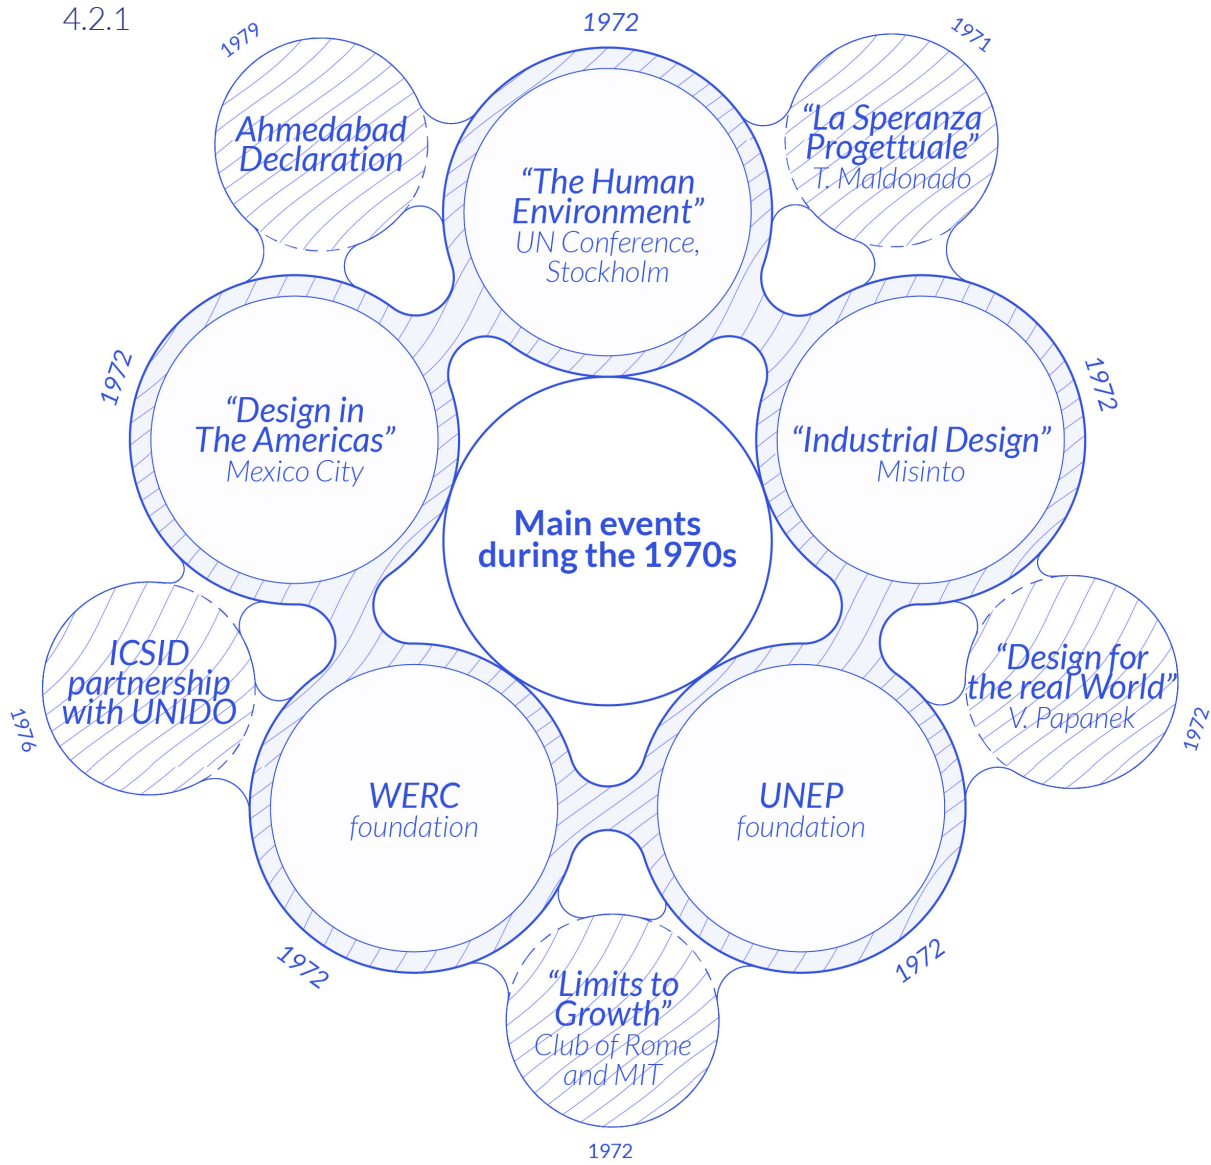 4.2.1
1979
Ahmedabad
Declaration
1972
“The Human
Environment”
UN Conference,
Stockholm
1971
“La Speranza
Progettuale”
T. Maldonado
1972
“Design in
The Americas”
Mexico City
Main events
during the 1970s
1972
“Industrial Design”
Misinto
1976
ICSID
partnership
with UNIDO
1972
“Design for
the real World”
V. Papanek
1972
WERC
foundation
1972
UNEP
foundation
“Limits to
Growth”
Club of Rome
and MIT
1972